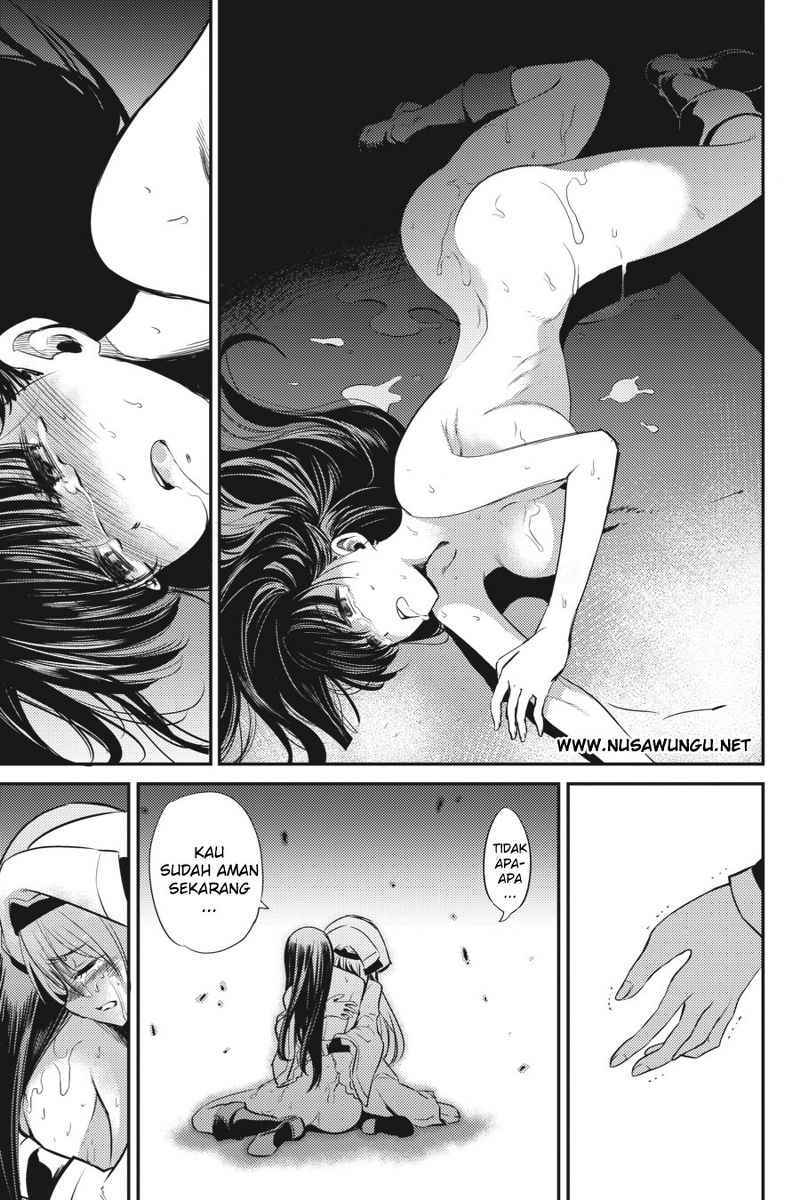 WWW.NUSAWUNGU.NET
TIDAK
APA-
APA
...
KAU
SUDAH AMAN
SEKARANG
...